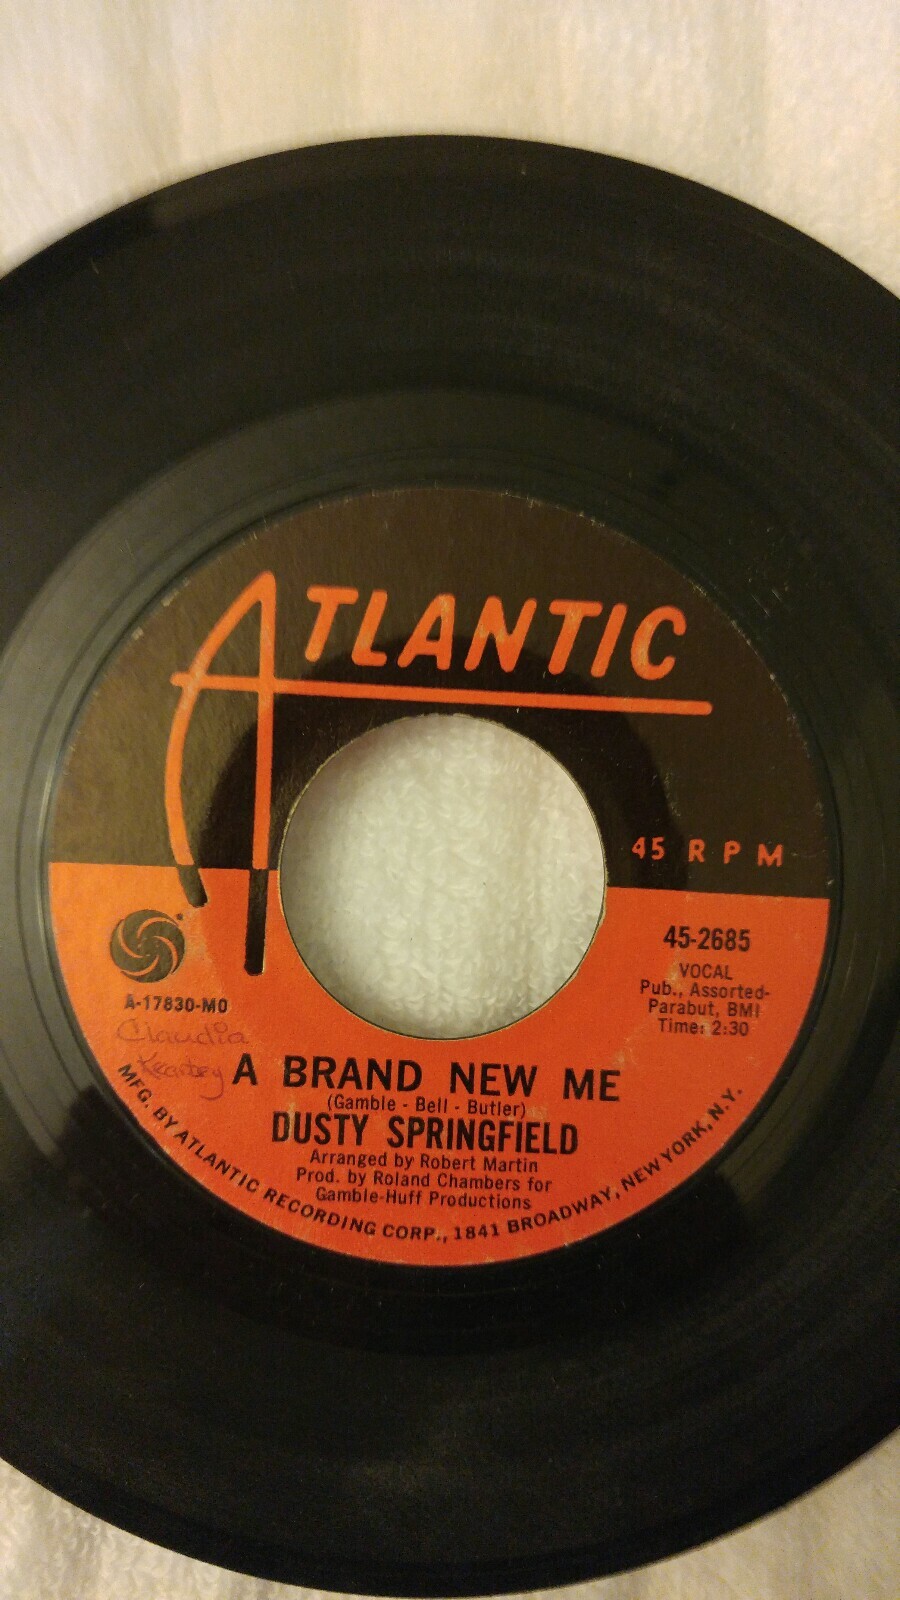 ATLANTIC
45 RPM
45-2685
VOCAL
Pub., Assorted-
Parabut, BMI
Time: 2:30
A-17830-MO
Claudia
A BRAND NEW ME
(Gamble - Bell - Butler)
DUSTY SPRINGFIELD
Arranged by Robert Martin
Prod. by Roland Chambers for
Gamble-Huff Productions
MFG. BY ATLANTIC RECORDING CORP., 1841 BROADWAY, NEW YORK, N.Y.